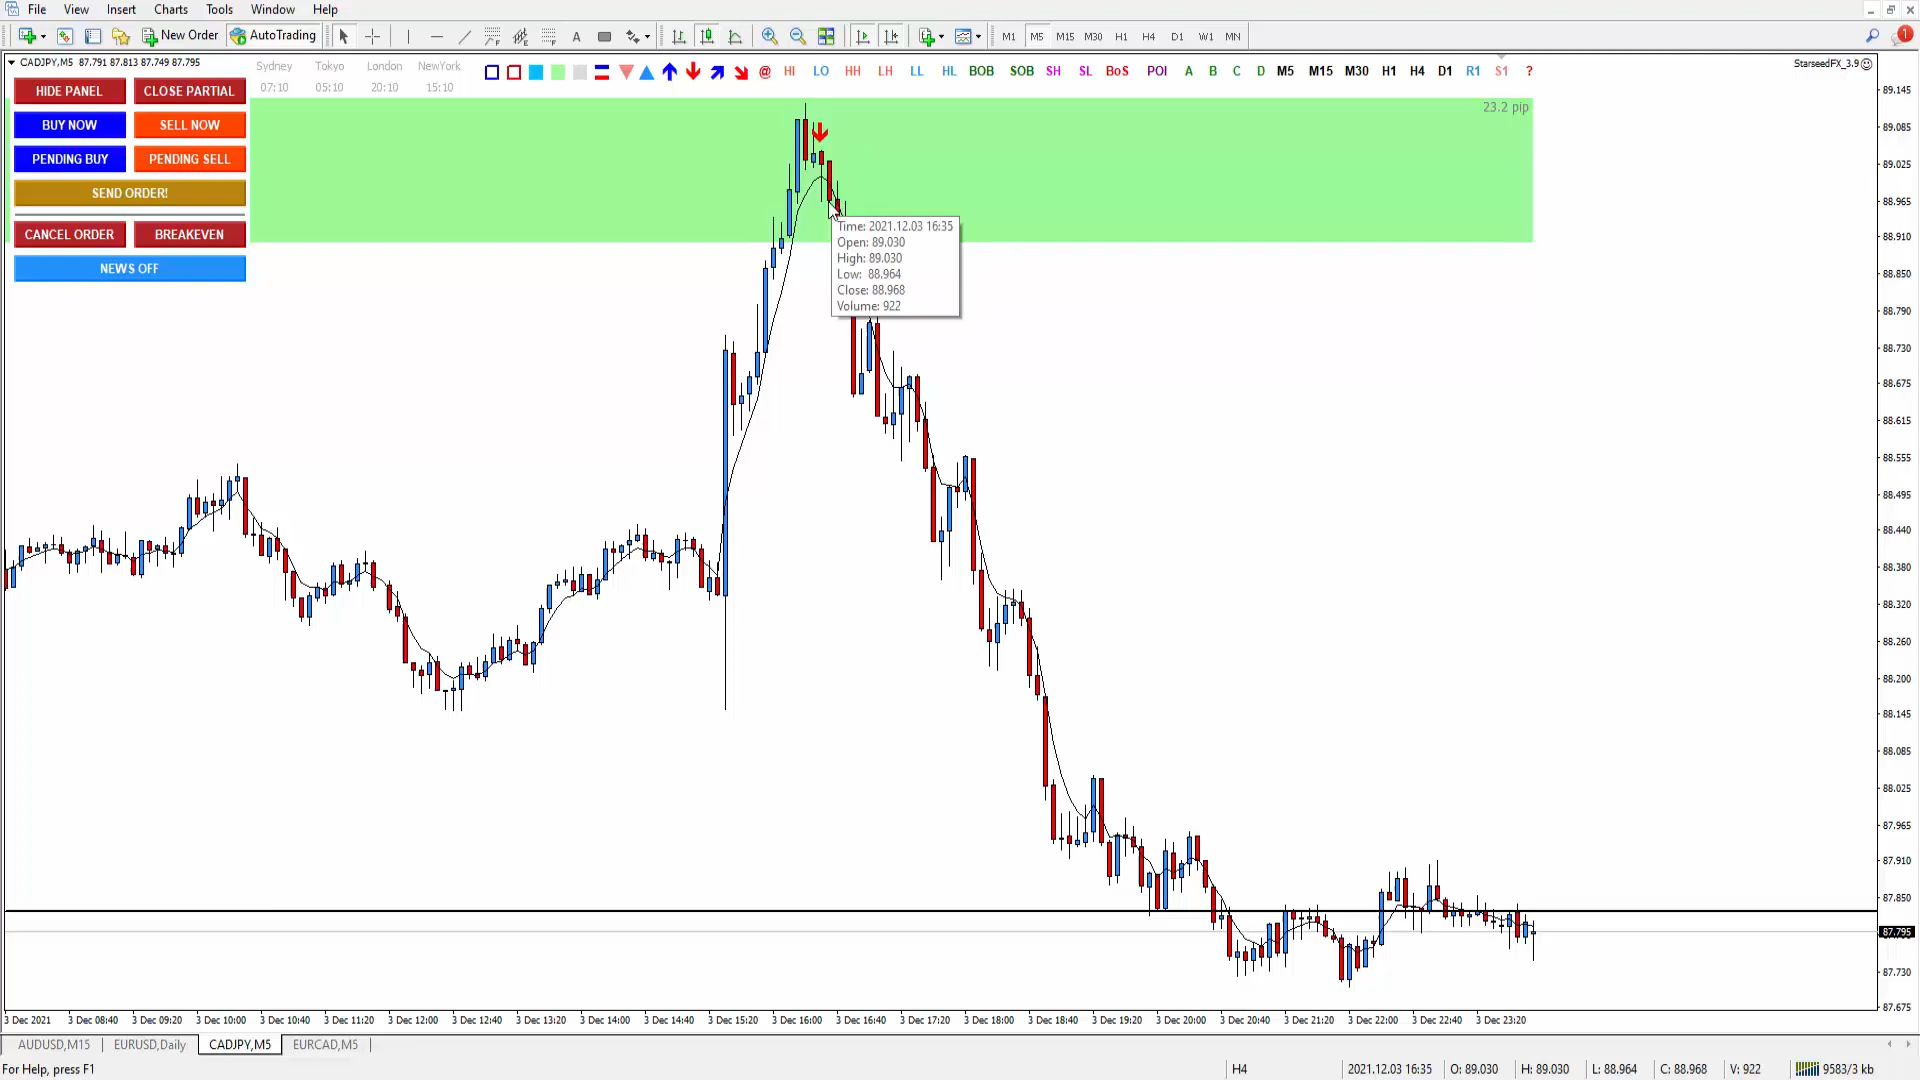 File View Insert Charts Tools Window Help
New Order AutoTrading A M1 M5 M15 M30 H1 H4 D1 W1 MN 1
CADJPY,M5 87.791 87.813 87.749 87.795
StarseedFX_3.9
Sydney Tokyo London NewYork
07:10 05:10 20:10 15:10
@ HI LO HH LH LL HL BOB SOB SH SL BoS POI A B C D M5 M15 M30 H1 H4 D1 R1 S1 ?
HIDE PANEL CLOSE PARTIAL
BUY NOW SELL NOW
PENDING BUY PENDING SELL
SEND ORDER!
CANCEL ORDER BREAKEVEN
NEWS OFF
23.2 pip
Time: 2021.12.03 16:35
Open: 89.030
High: 89.030
Low: 88.964
Close: 88.968
Volume: 922
89.145
89.085
89.025
88.965
88.910
88.850
88.790
88.730
88.675
88.615
88.555
88.495
88.440
88.380
88.320
88.260
88.200
88.145
88.085
88.025
87.965
87.910
87.850
87.795
87.730
87.675
3 Dec 2021 3 Dec 08:40 3 Dec 09:20 3 Dec 10:00 3 Dec 10:40 3 Dec 11:20 3 Dec 12:00 3 Dec 12:40 3 Dec 13:20 3 Dec 14:00 3 Dec 14:40 3 Dec 15:20 3 Dec 16:00 3 Dec 16:40 3 Dec 17:20 3 Dec 18:00 3 Dec 18:40 3 Dec 19:20 3 Dec 20:00 3 Dec 20:40 3 Dec 21:20 3 Dec 22:00 3 Dec 22:40 3 Dec 23:20
AUDUSD,M15 EURUSD,Daily CADJPY,M5 EURCAD,M5
For Help, press F1 H4 2021.12.03 16:35 O: 89.030 H: 89.030 L: 88.964 C: 88.968 V: 922 9583/3 kb